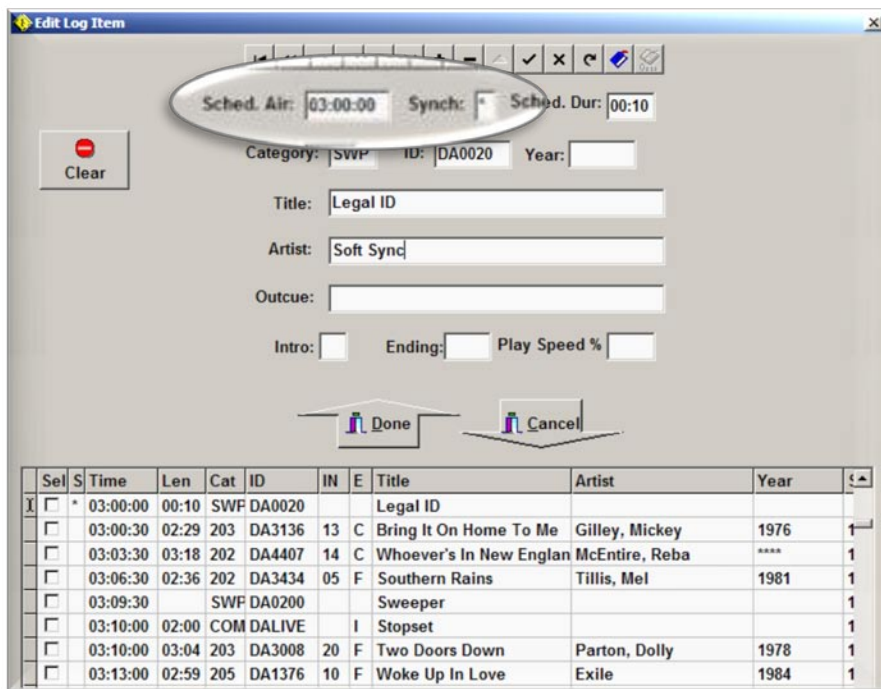 Edit Log Item
Sched. Air: 03:00:00 Synch: * Sched. Dur: 00:10
Clear
Category: SWP ID: DA0020 Year:
Title: Legal ID
Artist: Soft Sync
Outcue:
Intro: Ending: Play Speed %
Done Cancel
Sel S Time Len Cat ID IN E Title Artist Year
* 03:00:00 00:10 SWP DA0020 Legal ID
03:00:30 02:29 203 DA3136 13 C Bring It On Home To Me Gilley, Mickey 1976 1
03:03:30 03:18 202 DA4407 14 C Whoever's In New Englan McEntire, Reba **** 1
03:06:30 02:36 202 DA3434 05 F Southern Rains Tillis, Mel 1981 1
03:09:30 SWP DA0200 Sweeper 1
03:10:00 02:00 COM DALIVE I Stopset 1
03:10:00 03:04 203 DA3008 20 F Two Doors Down Parton, Dolly 1978 1
03:13:00 02:59 205 DA1376 10 F Woke Up In Love Exile 1984 1